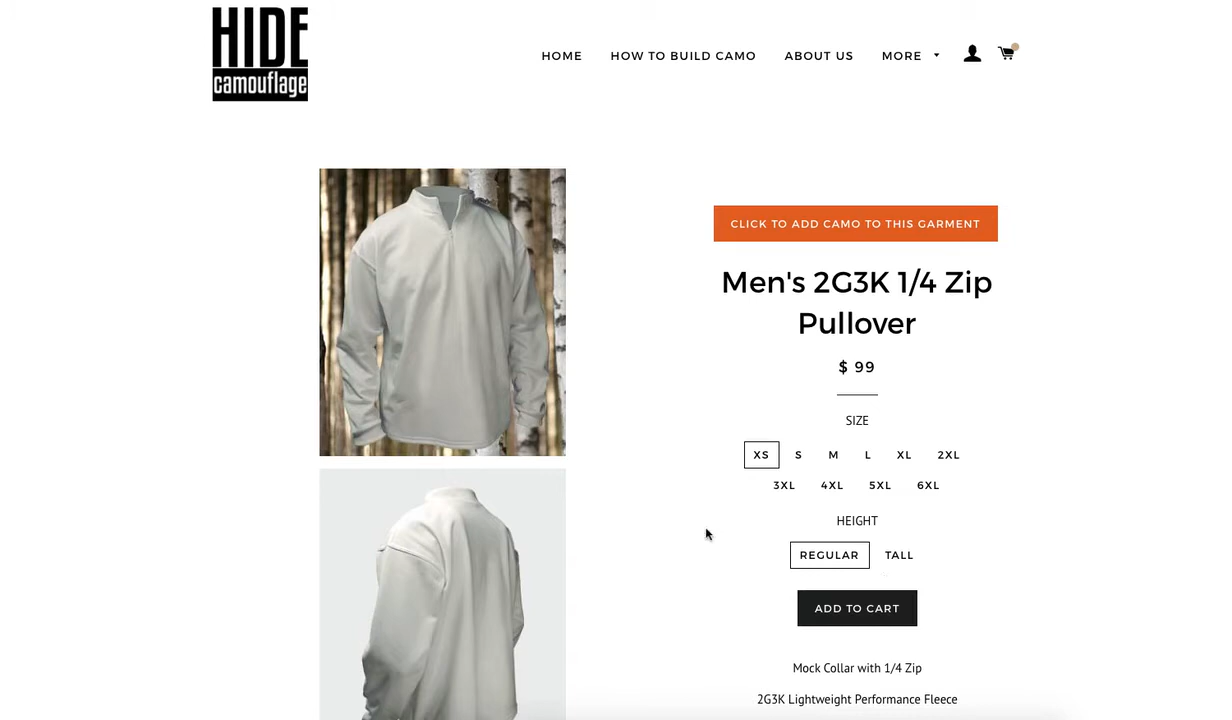 HIDE
camouflage
HOME HOW TO BUILD CAMO ABOUT US MORE
CLICK TO ADD CAMO TO THIS GARMENT
Men's 2G3K 1/4 Zip
Pullover
$ 99
SIZE
XS S M L XL 2XL
3XL 4XL 5XL 6XL
HEIGHT
REGULAR TALL
ADD TO CART
Mock Collar with 1/4 Zip
2G3K Lightweight Performance Fleece